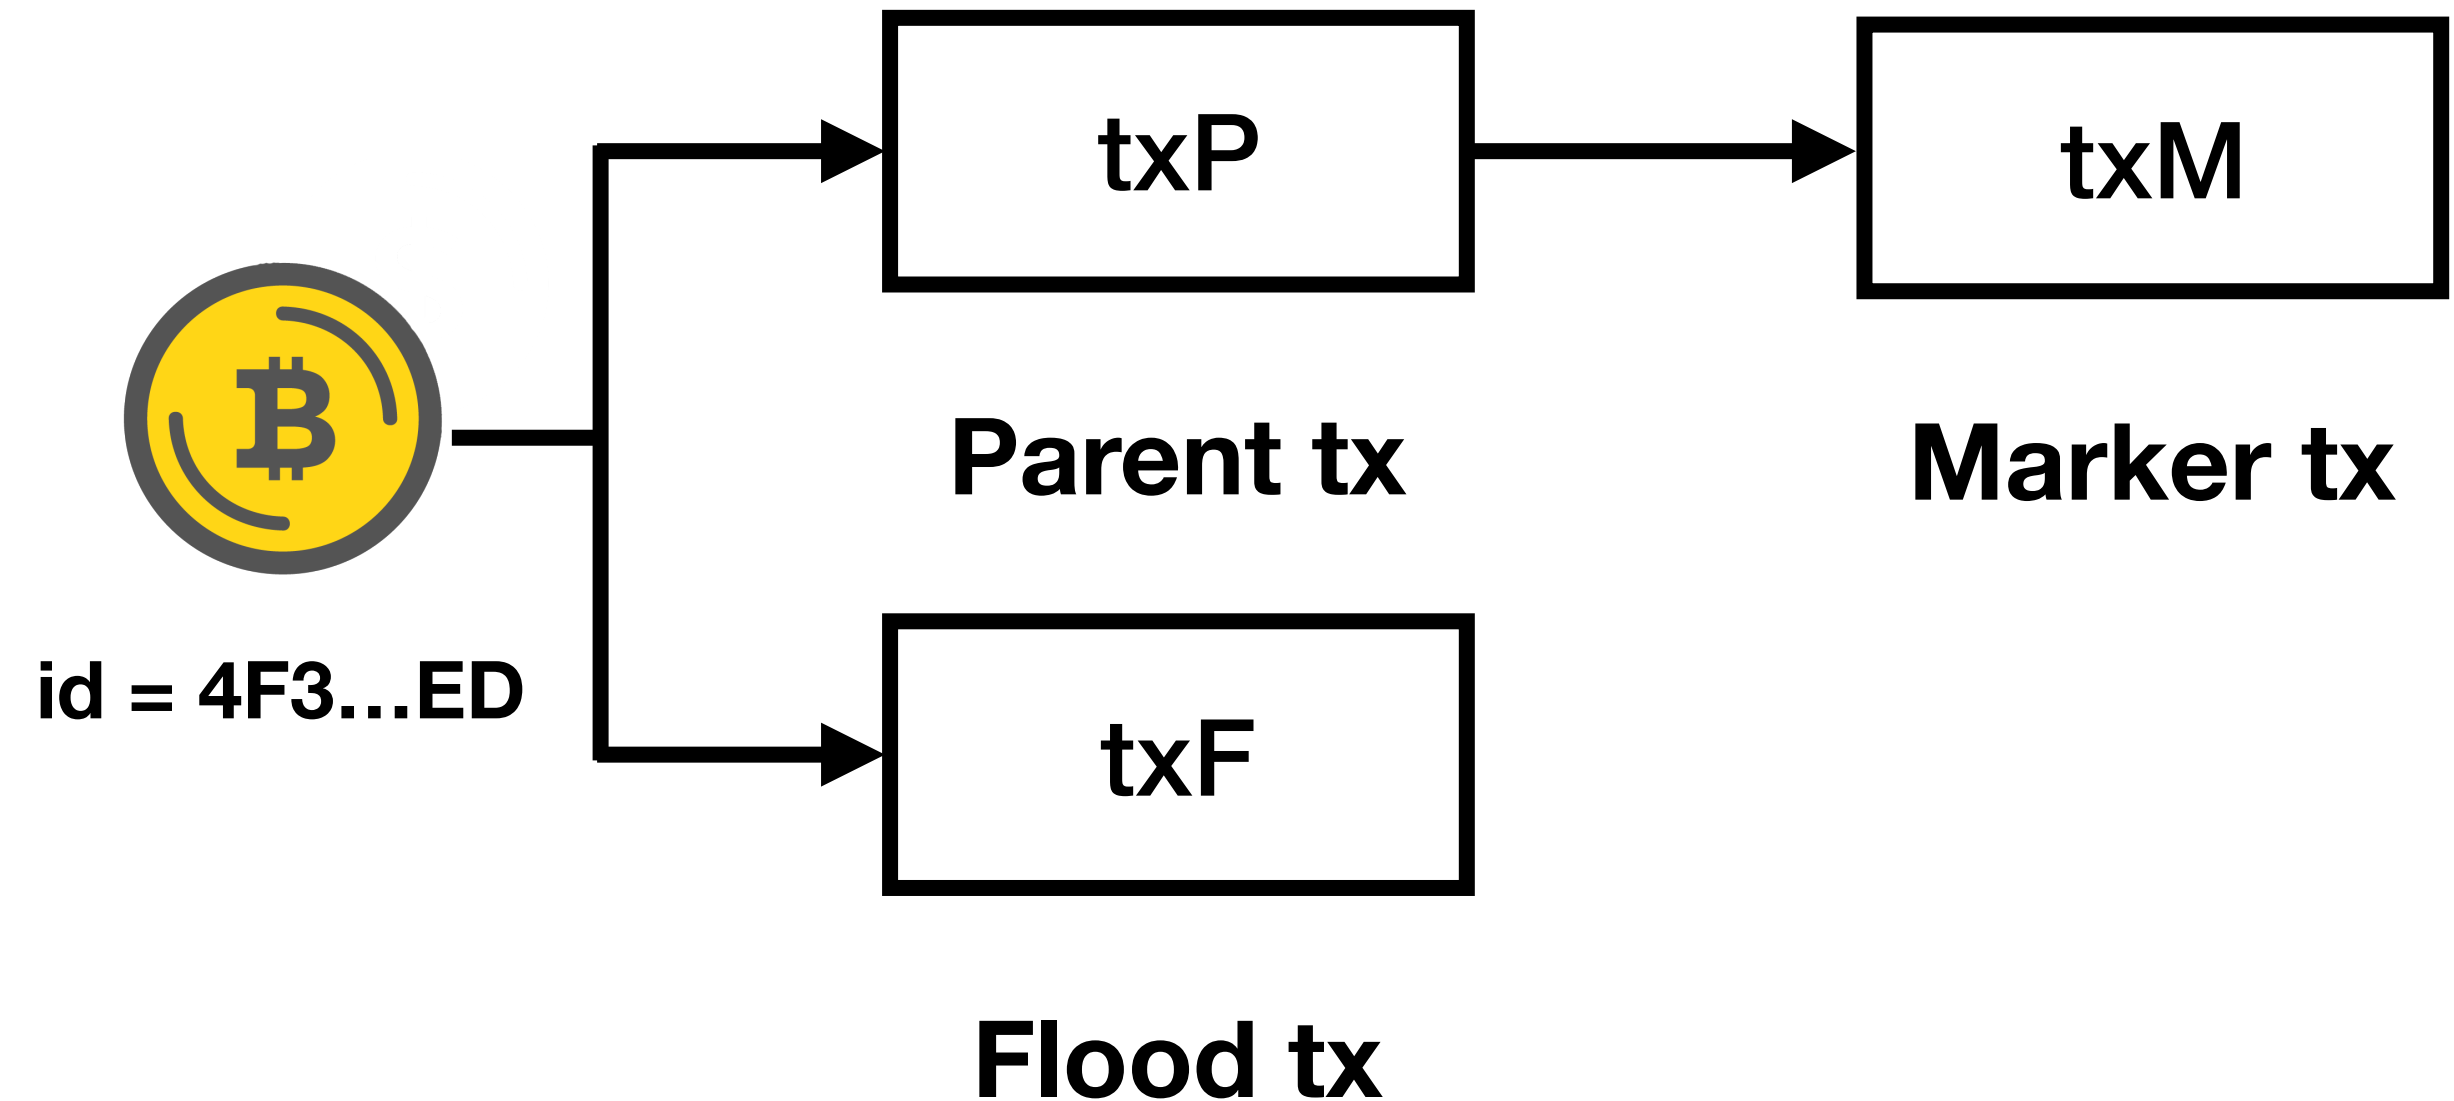 txP
txM
Parent tx
Marker tx
id = 4F3...ED
txF
Flood tx